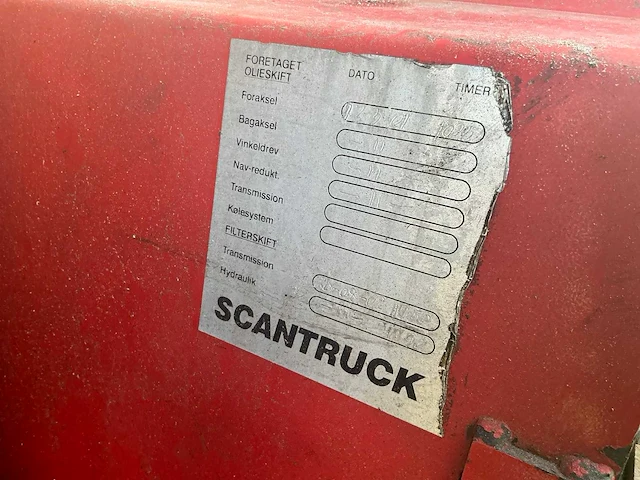 FORETAGET
OLIESKIFT DATO TIMER
Foraksel
Bagaksel
Vinkeldrev
Nav-redukt.
Transmission
Kølesystem
FILTERSKIFT
Transmission
Hydraulik
SCANTRUCK